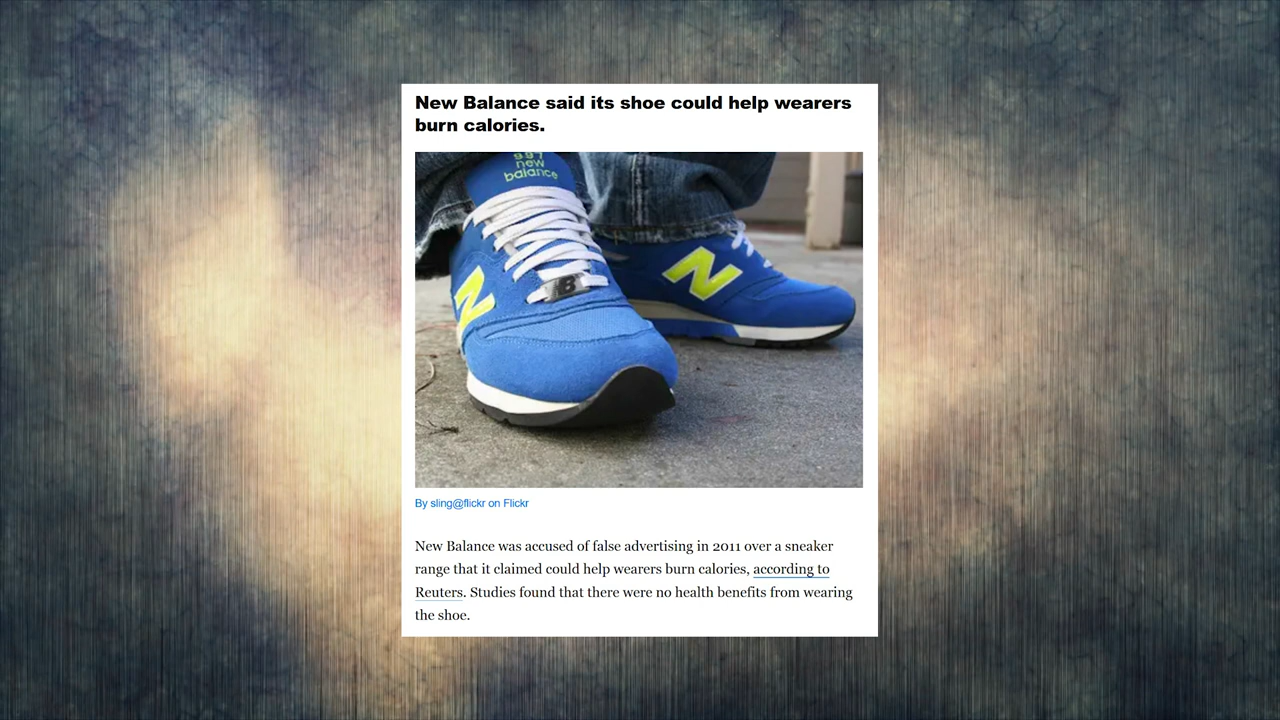 New Balance said its shoe could help wearers
burn calories.
997
new
balance
N
N
B
By sling@flickr on Flickr
New Balance was accused of false advertising in 2011 over a sneaker
range that it claimed could help wearers burn calories, according to
Reuters. Studies found that there were no health benefits from wearing
the shoe.